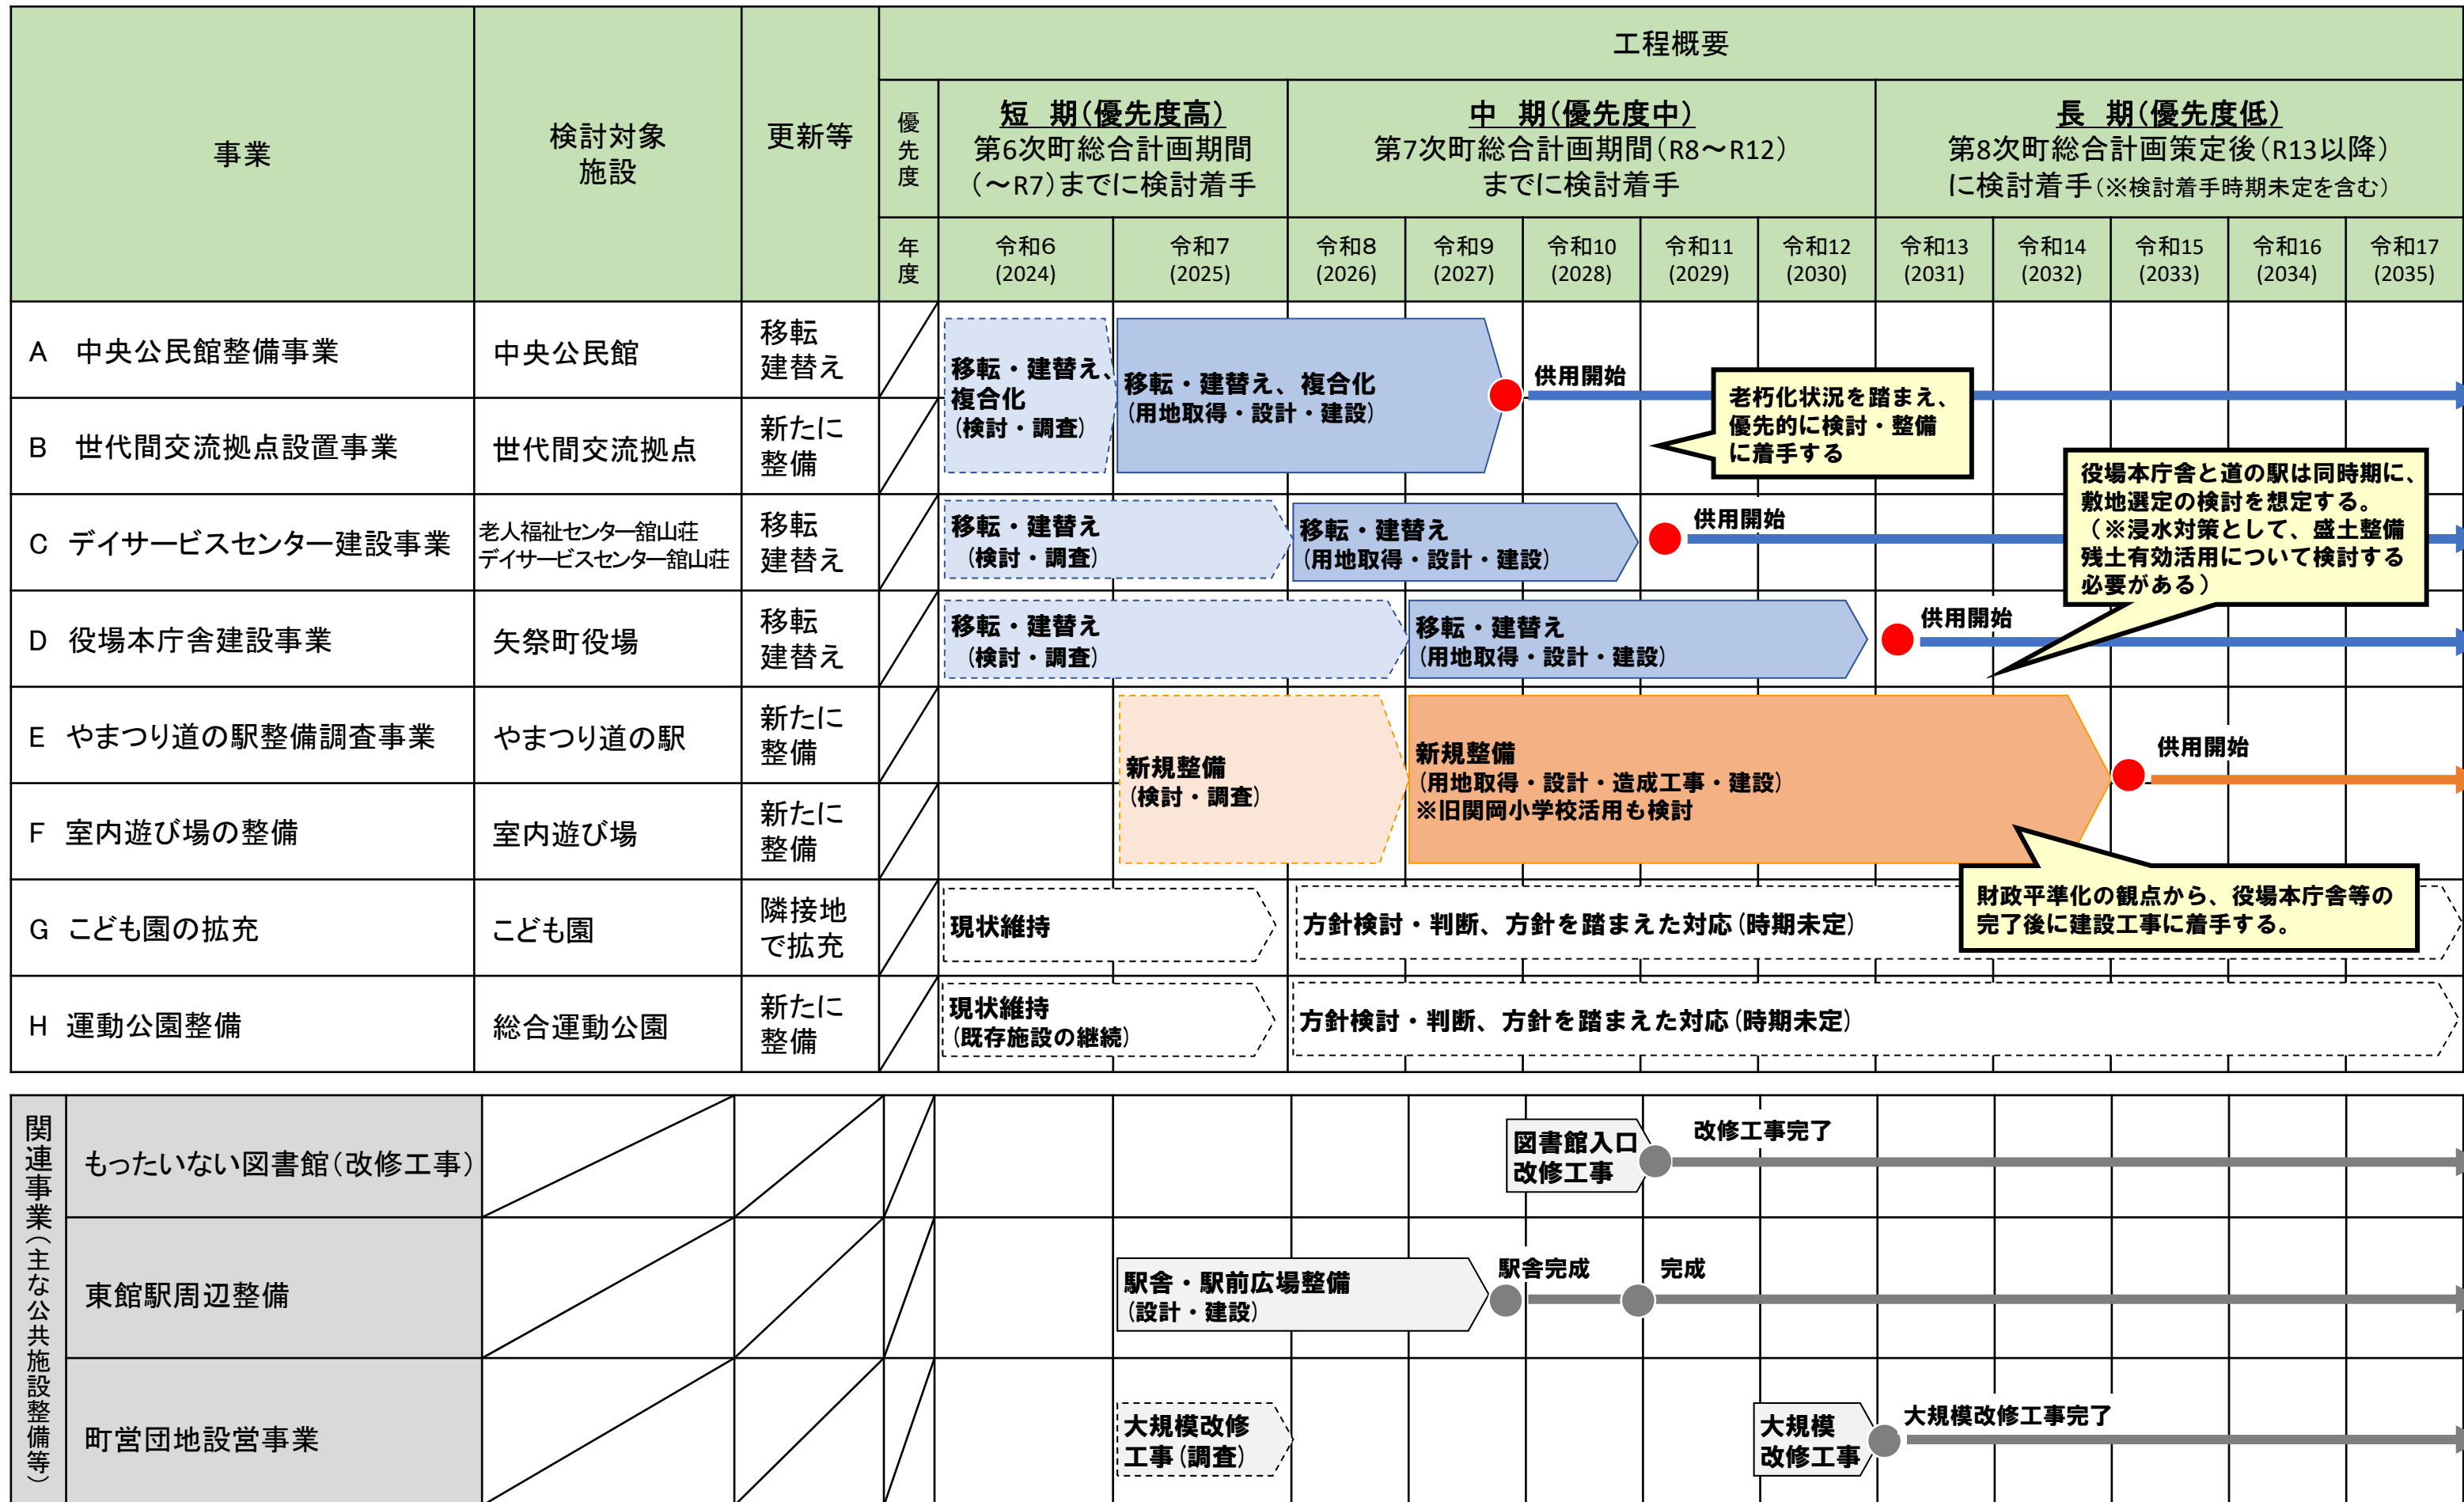 事業
検討対象
施設
更新等
工程概要
優先度
短　期(優先度高)
第6次町総合計画期間
(～R7)までに検討着手
中　期(優先度中)
第7次町総合計画期間(R8～R12)
までに検討着手
長　期(優先度低)
第8次町総合計画策定後(R13以降)
に検討着手(※検討着手時期未定を含む)
年度
令和6
(2024)
令和7
(2025)
令和8
(2026)
令和9
(2027)
令和10
(2028)
令和11
(2029)
令和12
(2030)
令和13
(2031)
令和14
(2032)
令和15
(2033)
令和16
(2034)
令和17
(2035)
A　中央公民館整備事業
中央公民館
移転
建替え
B　世代間交流拠点設置事業
世代間交流拠点
新たに
整備
移転・建替え、
複合化
(検討・調査)
移転・建替え、複合化
(用地取得・設計・建設)
供用開始
老朽化状況を踏まえ、
優先的に検討・整備
に着手する
C　デイサービスセンター建設事業
老人福祉センター舘山荘
デイサービスセンター舘山荘
移転
建替え
移転・建替え
(検討・調査)
移転・建替え
(用地取得・設計・建設)
供用開始
役場本庁舎と道の駅は同時期に、
敷地選定の検討を想定する。
(※浸水対策として、盛土整備
残土有効活用について検討する
必要がある)
D　役場本庁舎建設事業
矢祭町役場
移転
建替え
移転・建替え
(検討・調査)
移転・建替え
(用地取得・設計・建設)
供用開始
E　やまつり道の駅整備調査事業
やまつり道の駅
新たに
整備
F　室内遊び場の整備
室内遊び場
新たに
整備
新規整備
(検討・調査)
新規整備
(用地取得・設計・造成工事・建設)
※旧関岡小学校活用も検討
供用開始
財政平準化の観点から、役場本庁舎等の
完了後に建設工事に着手する。
G　こども園の拡充
こども園
隣接地
で拡充
現状維持
方針検討・判断、方針を踏まえた対応(時期未定)
H　運動公園整備
総合運動公園
新たに
整備
現状維持
(既存施設の継続)
方針検討・判断、方針を踏まえた対応(時期未定)
関連事業(主な公共施設整備等)
もったいない図書館(改修工事)
図書館入口
改修工事
改修工事完了
東館駅周辺整備
駅舎・駅前広場整備
(設計・建設)
駅舎完成
完成
町営団地設営事業
大規模改修
工事(調査)
大規模
改修工事
大規模改修工事完了